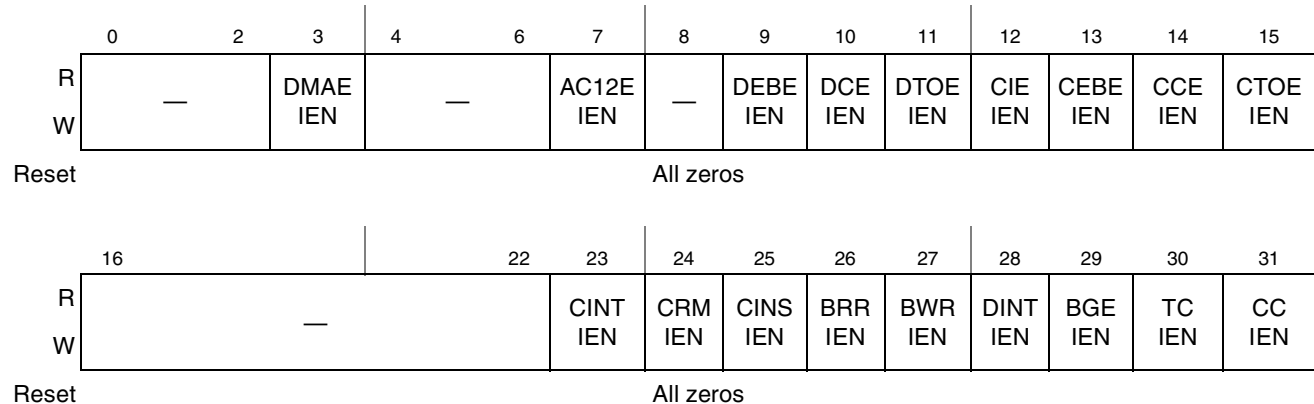 0 2 3 4 6 7 8 9 10 11 12 13 14 15
R
W
— DMAE IEN — AC12E IEN — DEBE IEN DCE IEN DTOE IEN CIE IEN CEBE IEN CCE IEN CTOE IEN
Reset All zeros
16 22 23 24 25 26 27 28 29 30 31
R
W
— CINT IEN CRM IEN CINS IEN BRR IEN BWR IEN DINT IEN BGE IEN TC IEN CC IEN
Reset All zeros